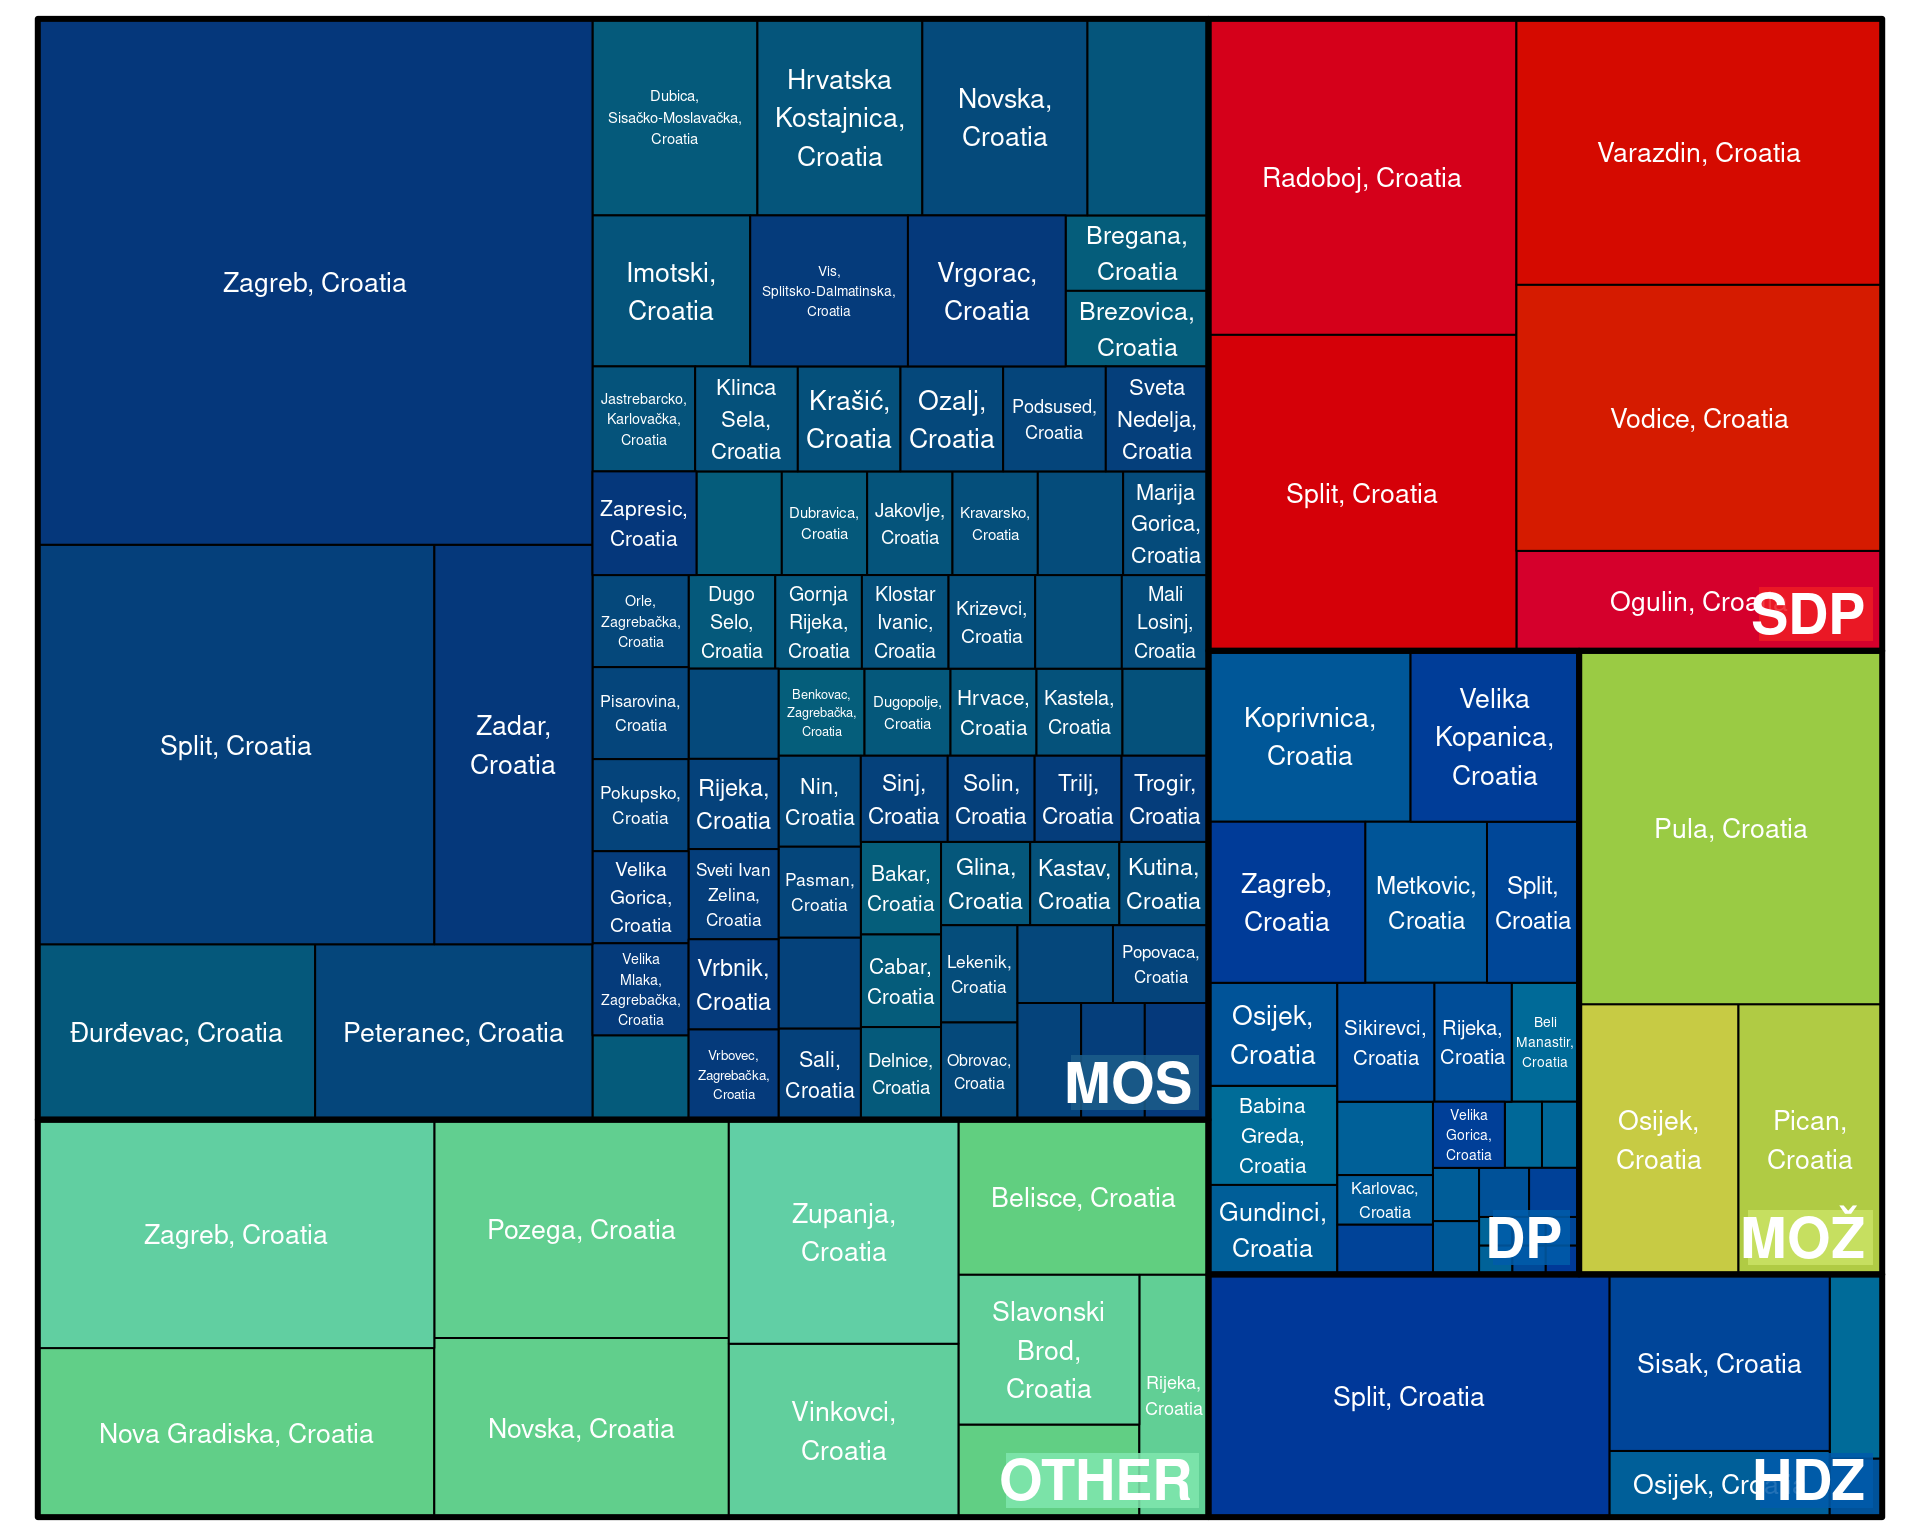 Zagreb, Croatia
Split, Croatia
Zadar,
Croatia
Đurđevac, Croatia
Peteranec, Croatia
Dubica,
Sisačko-Moslavačka,
Croatia
Hrvatska
Kostajnica,
Croatia
Novska,
Croatia
Imotski,
Croatia
Vis,
Splitsko-Dalmatinska,
Croatia
Vrgorac,
Croatia
Bregana,
Croatia
Brezovica,
Croatia
Jastrebarcko,
Karlovačka,
Croatia
Klinca
Sela,
Croatia
Krašić,
Croatia
Ozalj,
Croatia
Podsused,
Croatia
Sveta
Nedelja,
Croatia
Zapresic,
Croatia
Dubravica,
Croatia
Jakovlje,
Croatia
Kravarsko,
Croatia
Marija
Gorica,
Croatia
Orle,
Zagrebačka,
Croatia
Dugo
Selo,
Croatia
Gornja
Rijeka,
Croatia
Klostar
Ivanic,
Croatia
Krizevci,
Croatia
Mali
Losinj,
Croatia
Pisarovina,
Croatia
Benkovac,
Zagrebačka,
Croatia
Dugopolje,
Croatia
Hrvace,
Croatia
Kastela,
Croatia
Pokupsko,
Croatia
Rijeka,
Croatia
Nin,
Croatia
Sinj,
Croatia
Solin,
Croatia
Trilj,
Croatia
Trogir,
Croatia
Velika
Gorica,
Croatia
Sveti Ivan
Zelina,
Croatia
Pasman,
Croatia
Bakar,
Croatia
Glina,
Croatia
Kastav,
Croatia
Kutina,
Croatia
Velika
Mlaka,
Zagrebačka,
Croatia
Vrbnik,
Croatia
Cabar,
Croatia
Lekenik,
Croatia
Popovaca,
Croatia
Vrbovec,
Zagrebačka,
Croatia
Sali,
Croatia
Delnice,
Croatia
Obrovac,
Croatia
MOS
Radoboj, Croatia
Varazdin, Croatia
Split, Croatia
Vodice, Croatia
Ogulin, Croa
SDP
Koprivnica,
Croatia
Velika
Kopanica,
Croatia
Zagreb,
Croatia
Metkovic,
Croatia
Split,
Croatia
Osijek,
Croatia
Sikirevci,
Croatia
Rijeka,
Croatia
Beli
Manastir,
Croatia
Babina
Greda,
Croatia
Velika
Gorica,
Croatia
Karlovac,
Croatia
Gundinci,
Croatia
DP
Pula, Croatia
Osijek,
Croatia
Pican,
Croatia
MOŽ
Zagreb, Croatia
Pozega, Croatia
Zupanja,
Croatia
Belisce, Croatia
Slavonski
Brod,
Croatia
Rijeka,
Croatia
Nova Gradiska, Croatia
Novska, Croatia
Vinkovci,
Croatia
OTHER
Split, Croatia
Sisak, Croatia
Osijek, Cro
HDZ